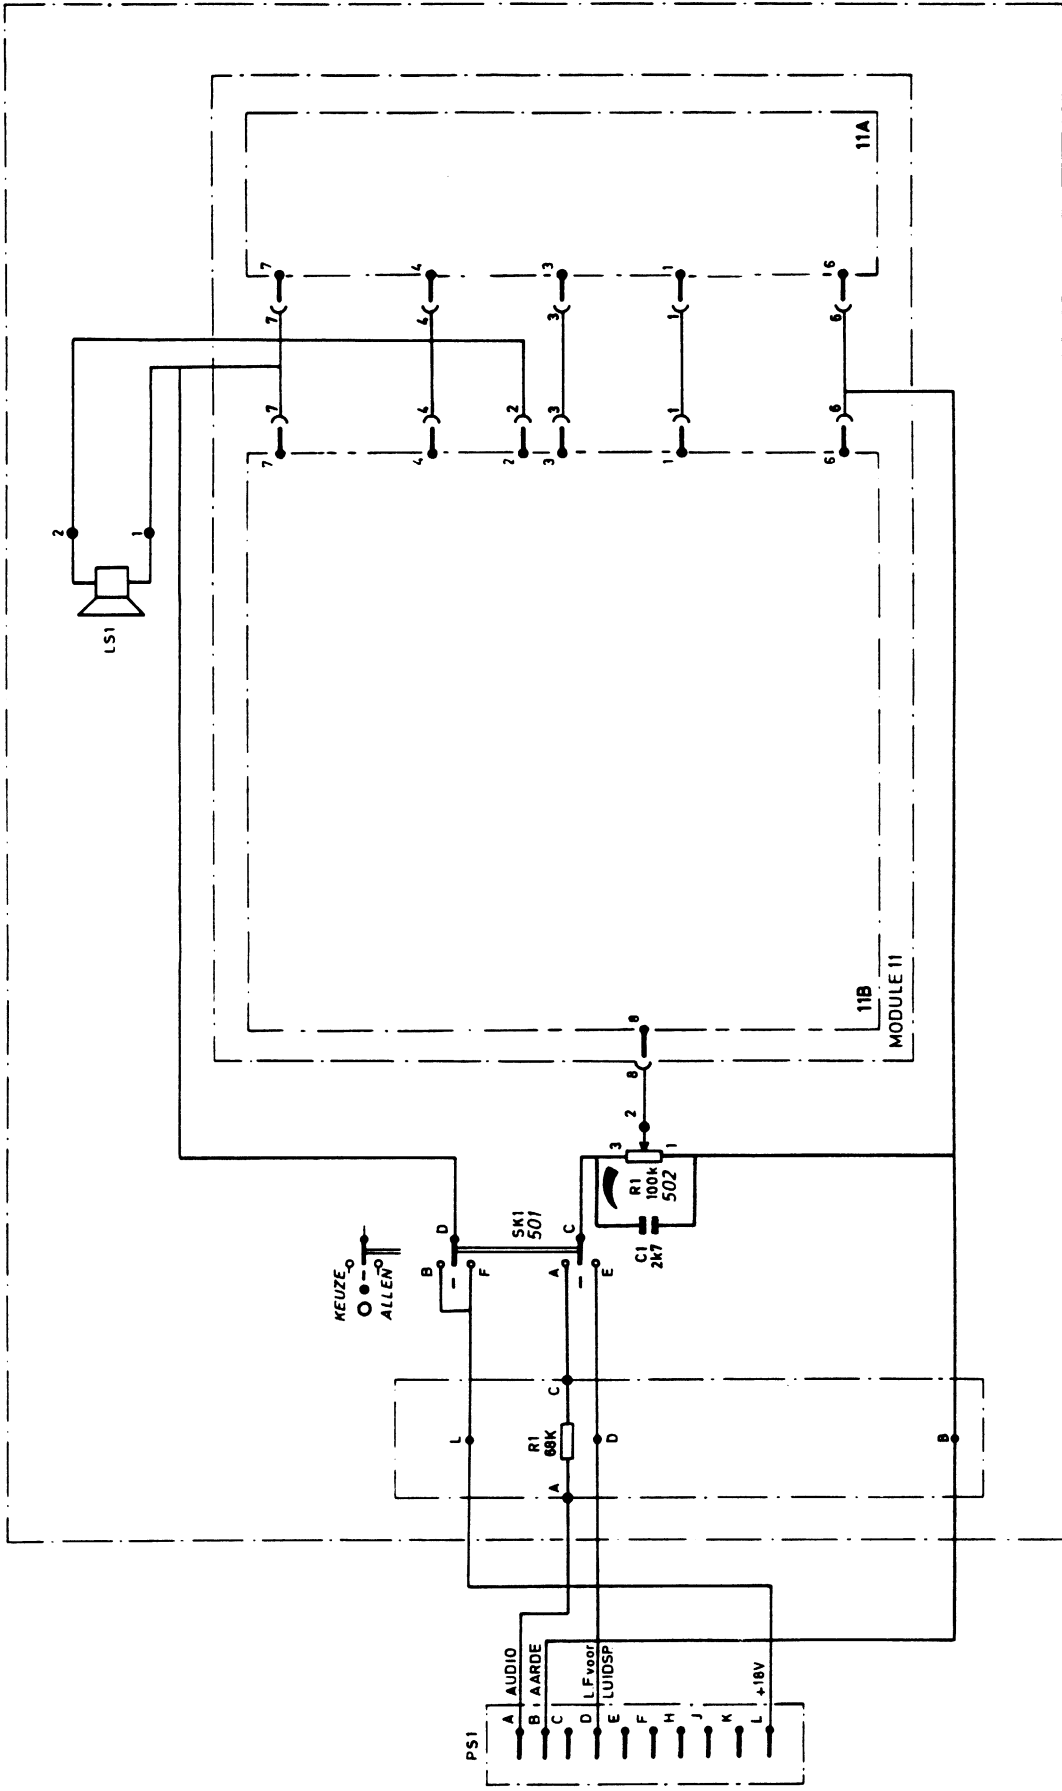 PS1
A AUDIO
B AARDE
C
D L.F voor
LUIDSP.
E
F
H
J
K
L +18V
L
A
R1
68K
C
D
B
KEUZE
ALLEN
B
D
F
SK1
501
A
C
E
C1
2k7
R1
100k
502
3
2
1
8
8
11B
MODULE 11
LS1
2
1
7
7
4
4
2
2
3
3
1
1
6
6
7
7
4
4
3
3
1
1
6
6
11A